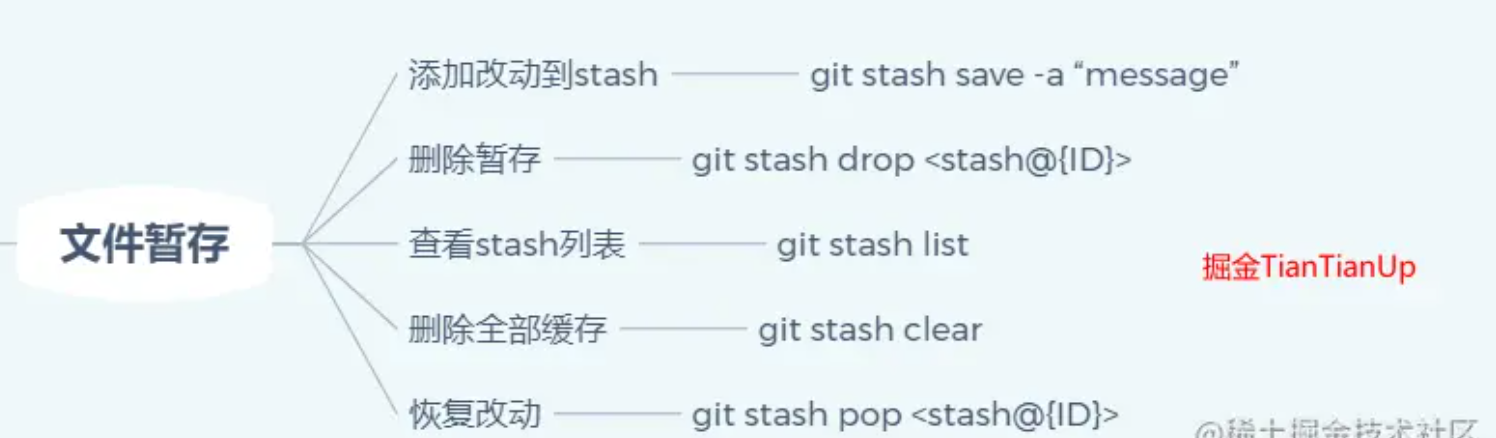 添加改动到stash git stash save -a “message”
删除暂存 git stash drop <stash@{ID}>
文件暂存
查看stash列表 git stash list
掘金TianTianUp
删除全部缓存 git stash clear
恢复改动 git stash pop <stash@{ID}>
@稀土掘金技术社区